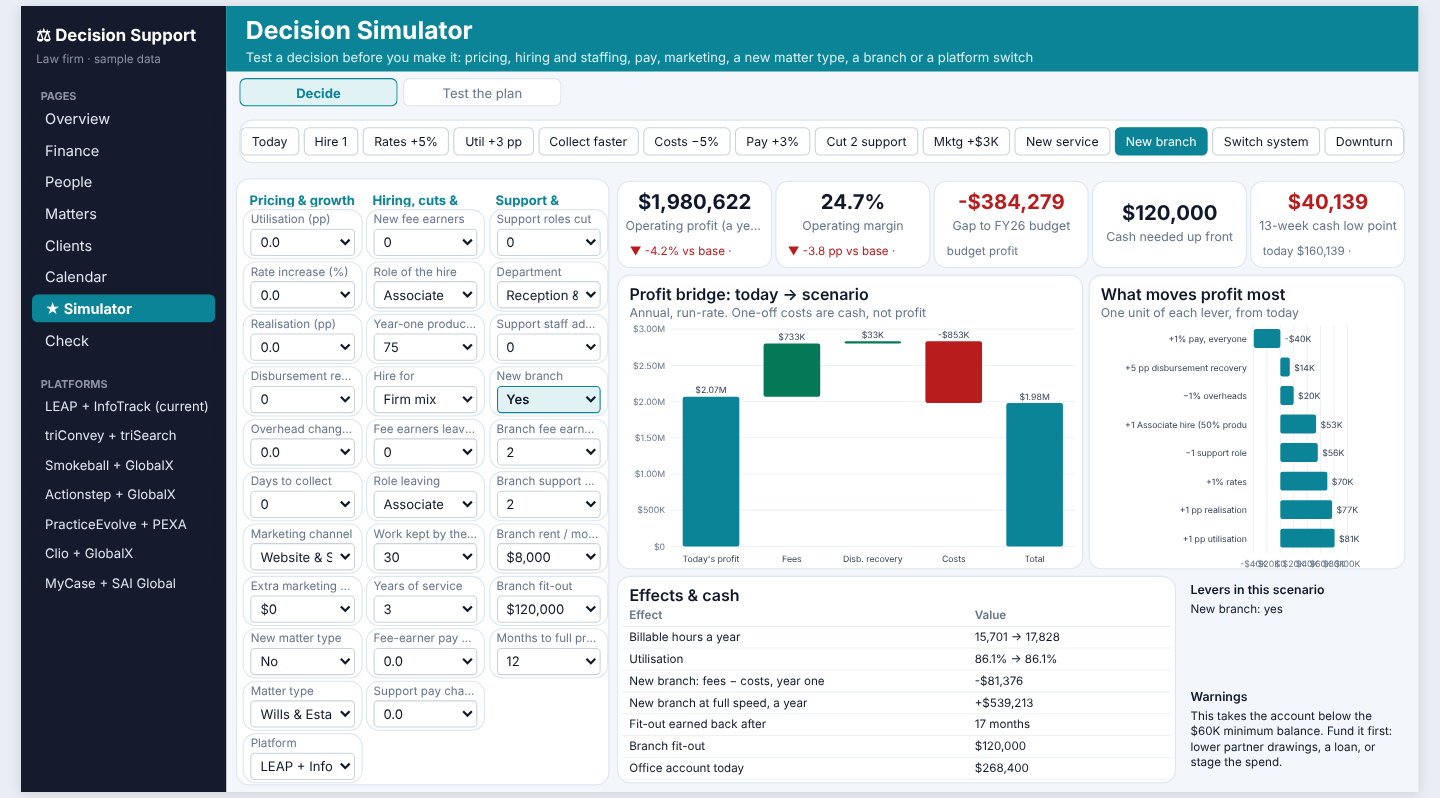 ⚖ Decision Support
Law firm · sample data
PAGES
Overview
Finance
People
Matters
Clients
Calendar
★ Simulator
Check
PLATFORMS
LEAP + InfoTrack (current)
triConvey + triSearch
Smokeball + GlobalX
Actionstep + GlobalX
PracticeEvolve + PEXA
Clio + GlobalX
MyCase + SAI Global
Decision Simulator
Test a decision before you make it: pricing, hiring and staffing, pay, marketing, a new matter type, a branch or a platform switch
Decide
Test the plan
Today
Hire 1
Rates +5%
Util +3 pp
Collect faster
Costs −5%
Pay +3%
Cut 2 support
Mktg +$3K
New service
New branch
Switch system
Downturn
Pricing & growth
Utilisation (pp)
0.0
Rate increase (%)
0.0
Realisation (pp)
0.0
Disbursement re...
0
Overhead chang...
0.0
Days to collect
0
Marketing channel
Website & S
Extra marketing ...
$0
New matter type
No
Matter type
Wills & Esta
Platform
LEAP + Info
Hiring, cuts &
New fee earners
0
Role of the hire
Associate
Year-one produc...
75
Hire for
Firm mix
Fee earners leav...
0
Role leaving
Associate
Work kept by the...
30
Years of service
3
Fee-earner pay ...
0.0
Support pay cha...
0.0
Support &
Support roles cut
0
Department
Reception &
Support staff ad...
0
New branch
Yes
Branch fee earn...
2
Branch support ...
2
Branch rent / mo...
$8,000
Branch fit-out
$120,000
Months to full pr...
12
$1,980,622
Operating profit (a ye...
▼ -4.2% vs base ·
24.7%
Operating margin
▼ -3.8 pp vs base ·
-$384,279
Gap to FY26 budget
budget profit
$120,000
Cash needed up front
$40,139
13-week cash low point
today $160,139 ·
Profit bridge: today → scenario
Annual, run-rate. One-off costs are cash, not profit
$3.00M
$2.50M
$2.00M
$1.50M
$1.00M
$500K
$0
$2.07M
$733K
$33K
-$853K
$1.98M
Today's profit
Fees
Disb. recovery
Costs
Total
What moves profit most
One unit of each lever, from today
+1% pay, everyone
-$40K
+5 pp disbursement recovery
$14K
−1% overheads
$20K
+1 Associate hire (50% produ
$53K
−1 support role
$56K
+1% rates
$70K
+1 pp realisation
$77K
+1 pp utilisation
$81K
Effects & cash
Effect Value
Billable hours a year 15,701 → 17,828
Utilisation 86.1% → 86.1%
New branch: fees − costs, year one -$81,376
New branch at full speed, a year +$539,213
Fit-out earned back after 17 months
Branch fit-out $120,000
Office account today $268,400
Levers in this scenario
New branch: yes
Warnings
This takes the account below the
$60K minimum balance. Fund it first:
lower partner drawings, a loan, or
stage the spend.